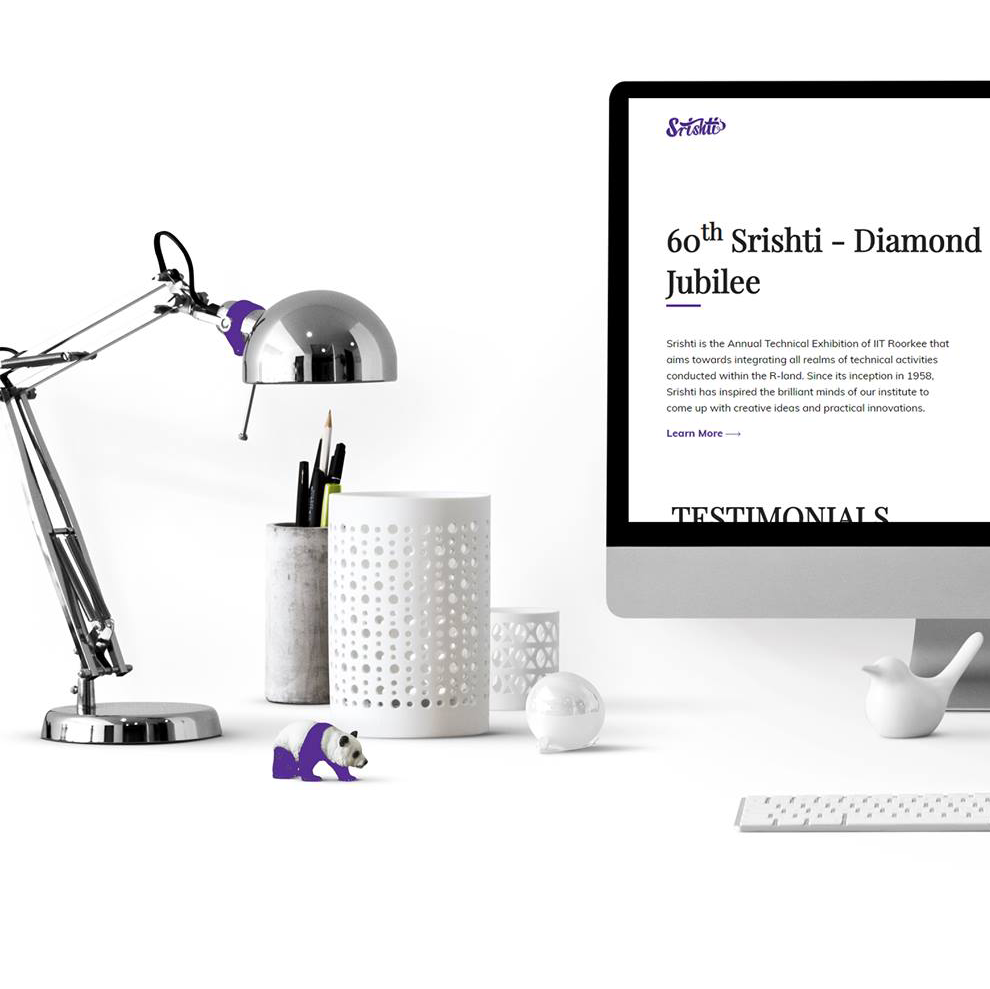 Srishti
60th Srishti – Diamond
Jubilee
Srishti is the Annual Technical Exhibition of IIT Roorkee that
aims towards integrating all realms of technical activities
conducted within the R-land. Since its inception in 1958,
Srishti has inspired the brilliant minds of our institute to
come up with creative ideas and practical innovations.
Learn More ⟶
TESTIMONIALS